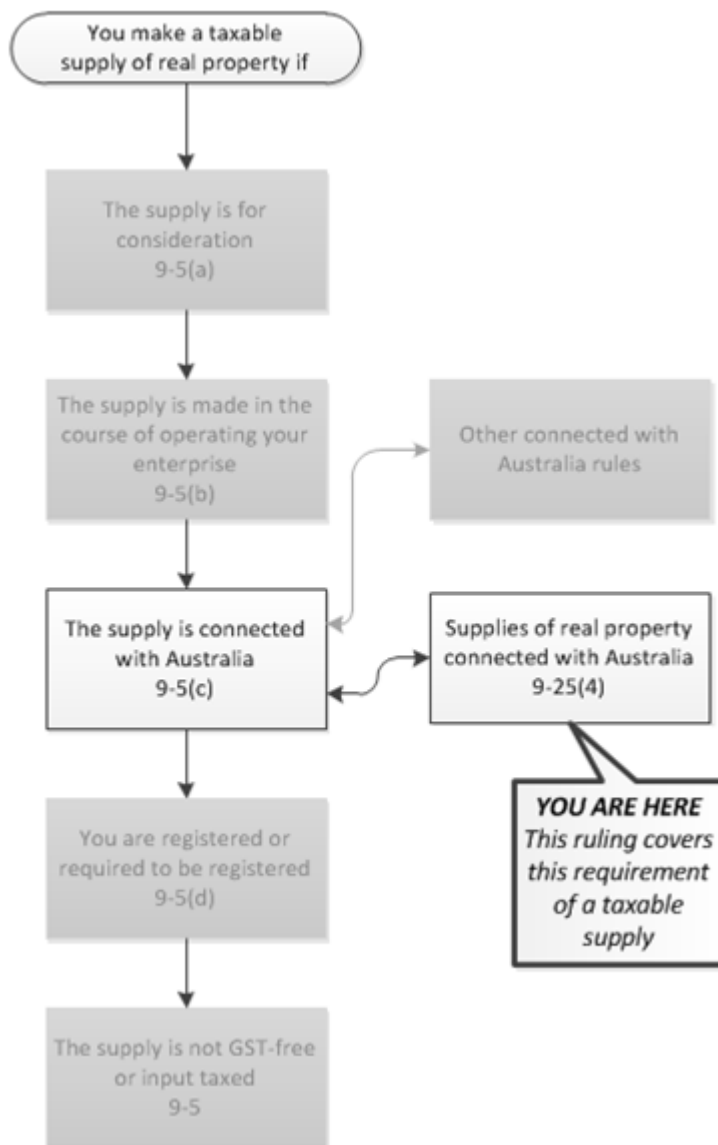 You make a taxable
supply of real property if
The supply is for
consideration
9-5(a)
The supply is made in the
course of operating your
enterprise
9-5(b)
Other connected with
Australia rules
The supply is connected
with Australia
9-5(c)
Supplies of real property
connected with Australia
9-25(4)
YOU ARE HERE
This ruling covers
this requirement
of a taxable
supply
You are registered or
required to be registered
9-5(d)
The supply is not GST-free
or input taxed
9-5